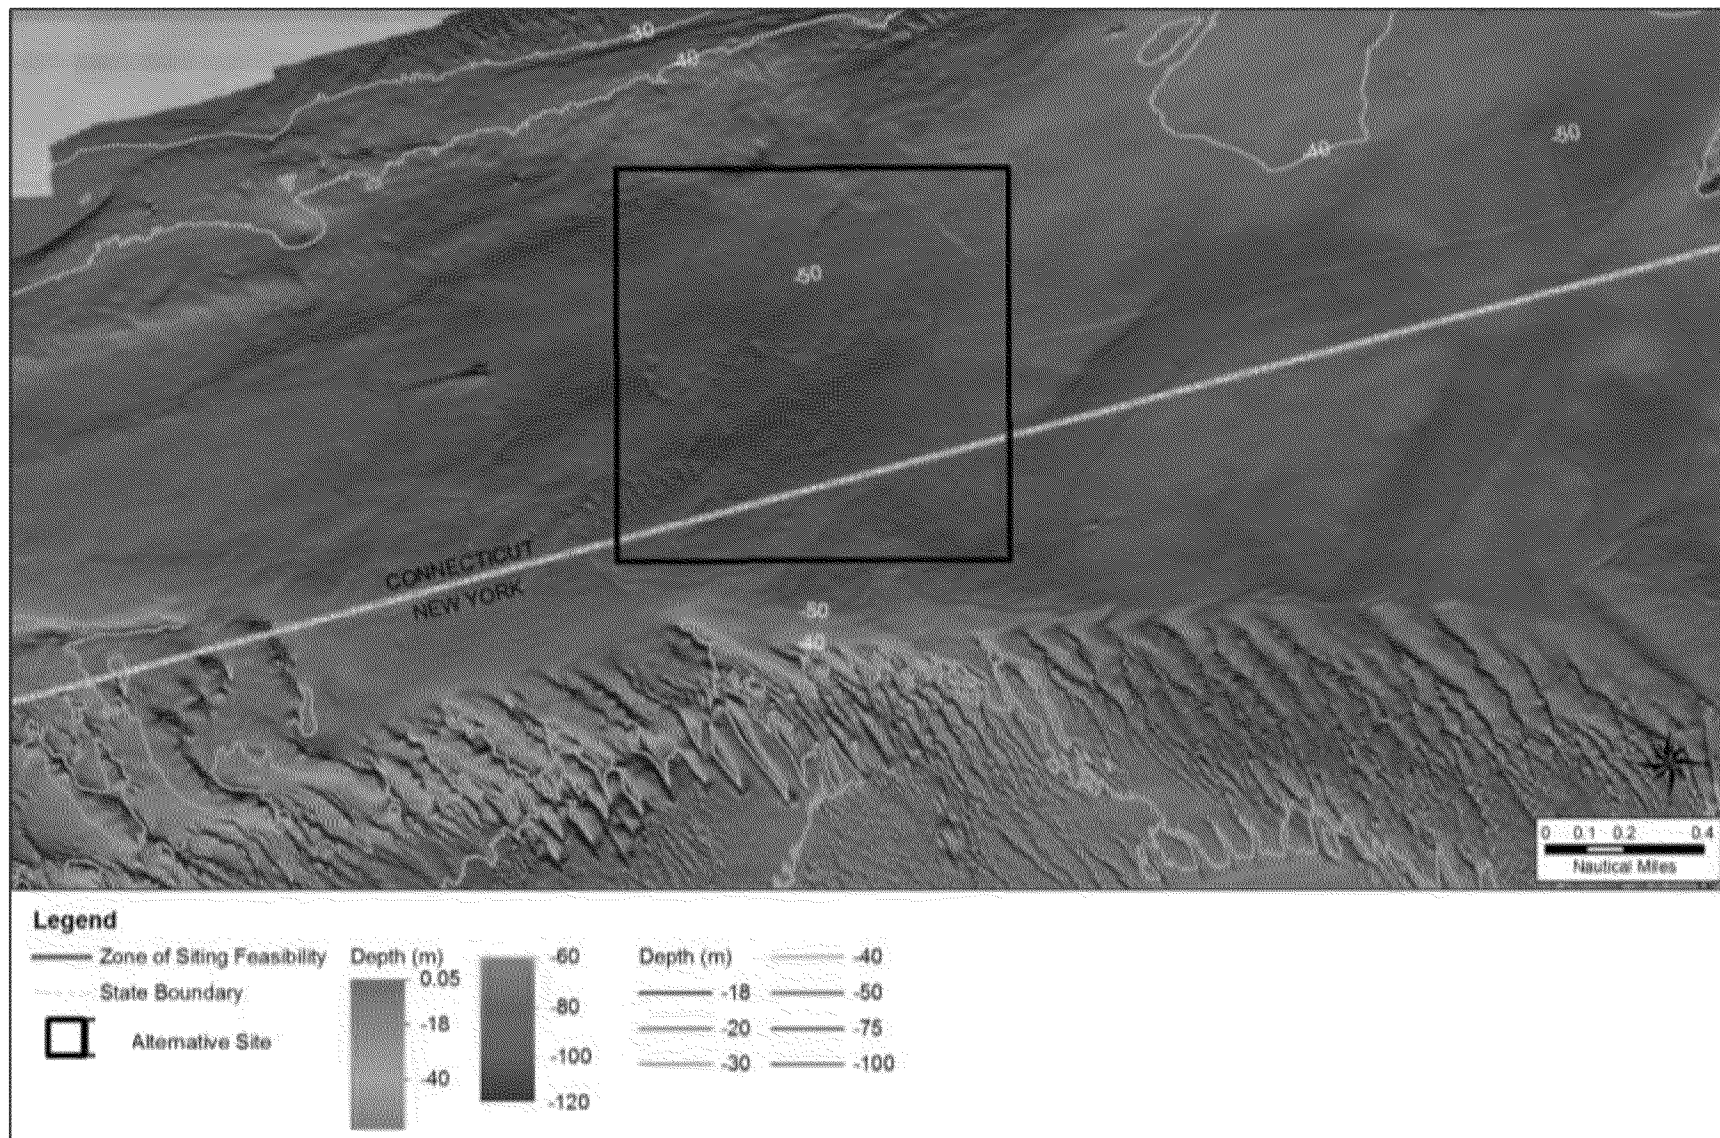 -30
-40
-40
-50
-50
CONNECTICUT
NEW YORK
-50
-40
0 0.1 0.2 0.4
Nautical Miles
Legend
Zone of Siting Feasibility
State Boundary
Alternative Site
Depth (m)
0.05
-18
-40
-60
-80
-100
-120
Depth (m)
-18
-20
-30
-40
-50
-75
-100